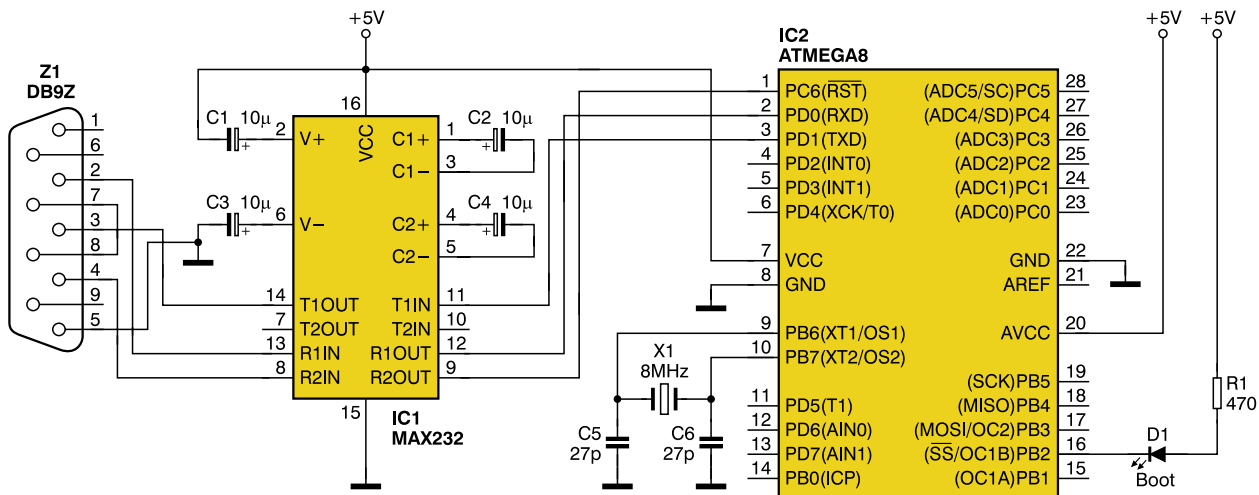 +5V
+5V
+5V
Z1
DB9Z
1
6
2
7
3
8
4
9
5
C1 10μ
+
C3 10μ
+
16
VCC
2 V+
6 V−
C1+ 1
C1− 3
C2+ 4
C2− 5
C2 10μ
+
C4 10μ
+
14 T1OUT
7 T2OUT
13 R1IN
8 R2IN
T1IN 11
T2IN 10
R1OUT 12
R2OUT 9
15
IC1
MAX232
IC2
ATMEGA8
1 PC6(RST) (ADC5/SC)PC5 28
2 PD0(RXD) (ADC4/SD)PC4 27
3 PD1(TXD) (ADC3)PC3 26
4 PD2(INT0) (ADC2)PC2 25
5 PD3(INT1) (ADC1)PC1 24
6 PD4(XCK/T0) (ADC0)PC0 23
7 VCC GND 22
8 GND AREF 21
9 PB6(XT1/OS1) AVCC 20
10 PB7(XT2/OS2)
(SCK)PB5 19
11 PD5(T1) (MISO)PB4 18
12 PD6(AIN0) (MOSI/OC2)PB3 17
13 PD7(AIN1) (SS/OC1B)PB2 16
14 PB0(ICP) (OC1A)PB1 15
X1
8MHz
C5
27p
C6
27p
R1
470
D1
Boot